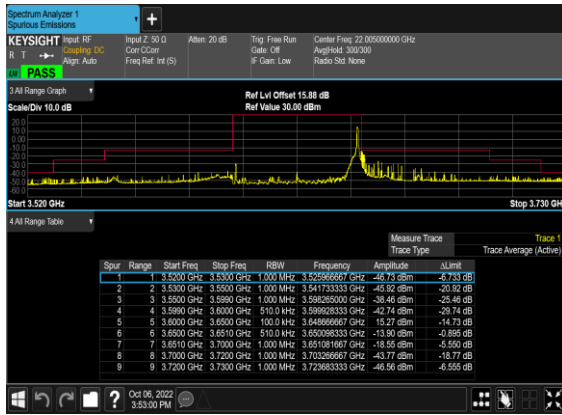 Spectrum Analyzer 1
Spurious Emissions
KEYSIGHT Input: RF Input Z: 50 Ω Atten: 20 dB Trig: Free Run Center Freq: 22.005000000 GHz
R T Coupling: DC Corr CCorr Gate: Off Avg|Hold: 300/300
Align: Auto Freq Ref: Int (S) IF Gain: Low Radio Std: None
PASS
3 All Range Graph
Ref Lvl Offset 15.88 dB
Scale/Div 10.0 dB Ref Value 30.00 dBm
20.0
10.0
0.00
-10.0
-20.0
-30.0
-40.0
-50.0
-60.0
Start 3.520 GHz Stop 3.730 GH
4 All Range Table
Measure Trace Trace 1
Trace Type Trace Average (Active)
Spur Range Start Freq Stop Freq RBW Frequency Amplitude ΔLimit
1 1 3.5200 GHz 3.5300 GHz 1.000 MHz 3.525966667 GHz -46.73 dBm -6.733 dB
2 2 3.5300 GHz 3.5500 GHz 1.000 MHz 3.541733333 GHz -45.92 dBm -20.92 dB
3 3 3.5500 GHz 3.5990 GHz 1.000 MHz 3.598265000 GHz -38.46 dBm -25.46 dB
4 4 3.5990 GHz 3.6000 GHz 510.0 kHz 3.599928333 GHz -42.74 dBm -29.74 dB
5 5 3.6000 GHz 3.6500 GHz 100.0 kHz 3.648666667 GHz 15.27 dBm -14.73 dB
6 6 3.6500 GHz 3.6510 GHz 510.0 kHz 3.650098333 GHz -13.90 dBm -0.895 dB
7 7 3.6510 GHz 3.7000 GHz 1.000 MHz 3.651081667 GHz -18.55 dBm -5.550 dB
8 8 3.7000 GHz 3.7200 GHz 1.000 MHz 3.703266667 GHz -43.77 dBm -18.77 dB
9 9 3.7200 GHz 3.7300 GHz 1.000 MHz 3.723683333 GHz -46.56 dBm -6.555 dB
Oct 06, 2022
3:53:00 PM